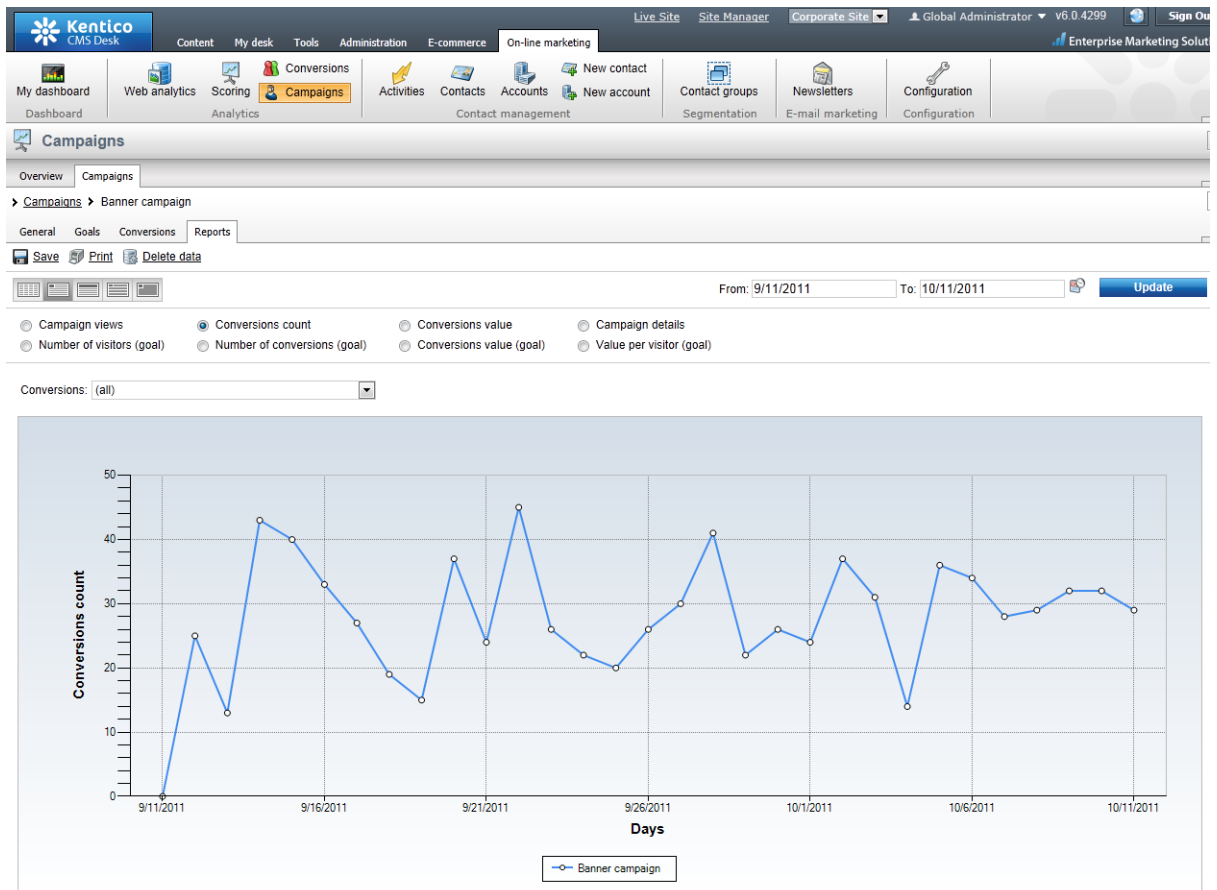 Live Site Site Manager Corporate Site Global Administrator v6.0.4299 Sign Ou
Kentico
CMS Desk
Content My desk Tools Administration E-commerce On-line marketing Enterprise Marketing Solut
My dashboard Web analytics Scoring Conversions Campaigns Activities Contacts Accounts New contact New account Contact groups Newsletters Configuration
Dashboard Analytics Contact management Segmentation E-mail marketing Configuration
Campaigns
Overview Campaigns
Campaigns Banner campaign
General Goals Conversions Reports
Save Print Delete data
From: 9/11/2011 To: 10/11/2011 Update
Campaign views Conversions count Conversions value Campaign details
Number of visitors (goal) Number of conversions (goal) Conversions value (goal) Value per visitor (goal)
Conversions: (all)
50
40
30
20
10
0
Conversions count
9/11/2011 9/16/2011 9/21/2011 9/26/2011 10/1/2011 10/6/2011 10/11/2011
Days
Banner campaign